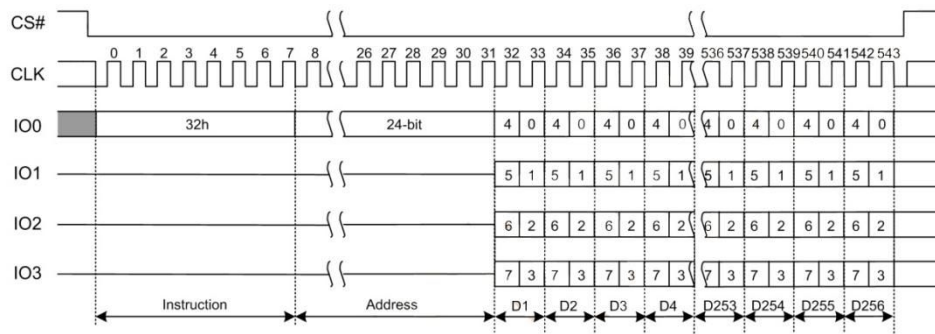 CS#
0 1 2 3 4 5 6 7 8 26 27 28 29 30 31 32 33 34 35 36 37 38 39 536 537 538 539 540 541 542 543
CLK
IO0 32h 24-bit 4 0 4 0 4 0 4 0 4 0 4 0 4 0 4 0
IO1 5 1 5 1 5 1 5 1 5 1 5 1 5 1 5 1
IO2 6 2 6 2 6 2 6 2 6 2 6 2 6 2 6 2
IO3 7 3 7 3 7 3 7 3 7 3 7 3 7 3 7 3
Instruction Address D1 D2 D3 D4 D253 D254 D255 D256